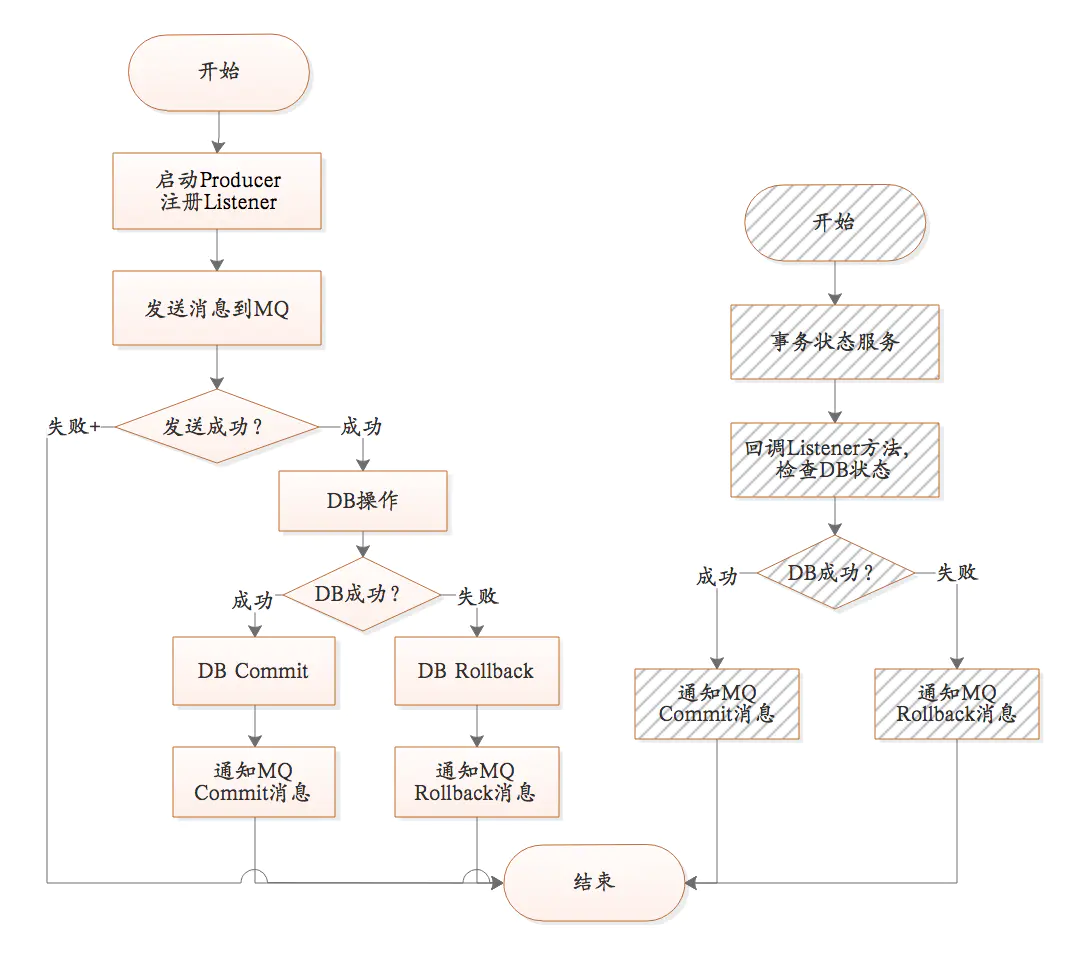 开始
启动Producer
注册Listener
发送消息到MQ
发送成功？
失败+
成功
DB操作
DB成功？
成功
失败
DB Commit
DB Rollback
通知MQ
Commit消息
通知MQ
Rollback消息
开始
事务状态服务
回调Listener方法，
检查DB状态
DB成功？
成功
失败
通知MQ
Commit消息
通知MQ
Rollback消息
结束